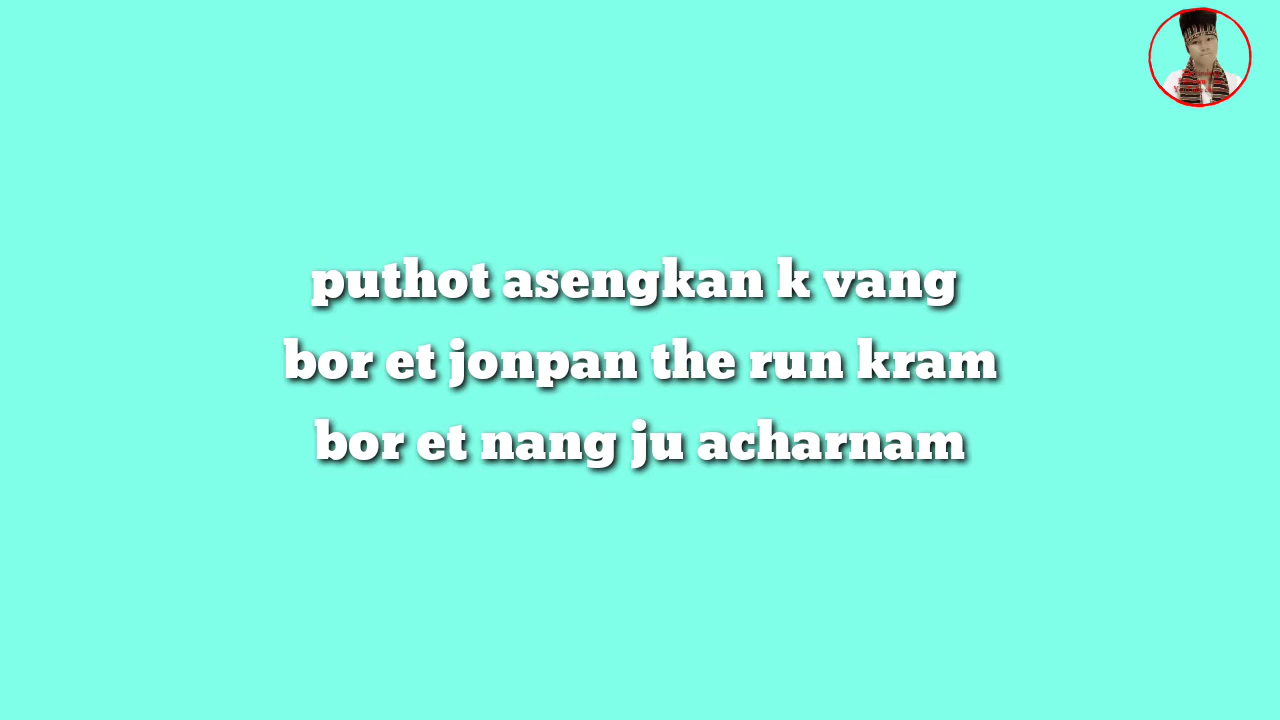 puthot asengkan k vang
bor et jonpan the run kram
bor et nang ju acharnam